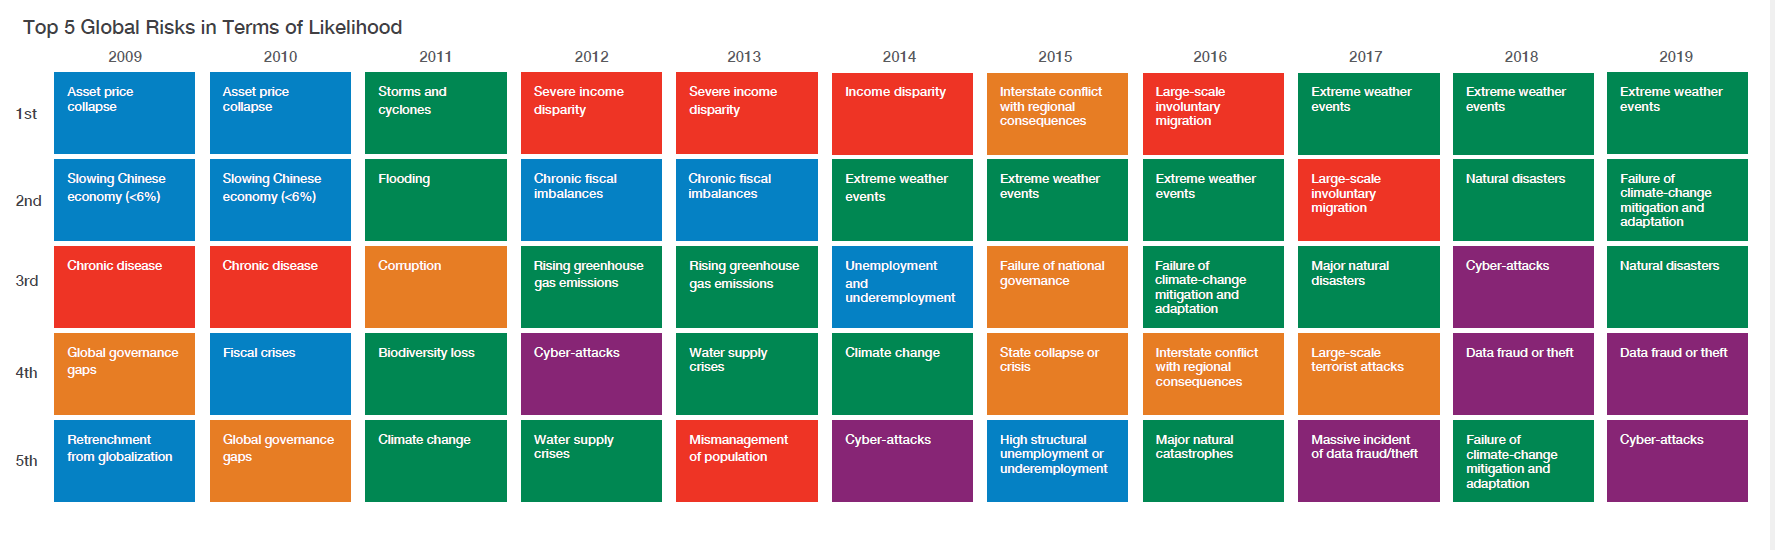 Top 5 Global Risks in Terms of Likelihood
2009 2010 2011 2012 2013 2014 2015 2016 2017 2018 2019
1st
Asset price
collapse
Asset price
collapse
Storms and
cyclones
Severe income
disparity
Severe income
disparity
Income disparity
Interstate conflict
with regional
consequences
Large-scale
involuntary
migration
Extreme weather
events
Extreme weather
events
Extreme weather
events
2nd
Slowing Chinese
economy (<6%)
Slowing Chinese
economy (<6%)
Flooding
Chronic fiscal
imbalances
Chronic fiscal
imbalances
Extreme weather
events
Extreme weather
events
Extreme weather
events
Large-scale
involuntary
migration
Natural disasters
Failure of
climate-change
mitigation and
adaptation
3rd
Chronic disease
Chronic disease
Corruption
Rising greenhouse
gas emissions
Rising greenhouse
gas emissions
Unemployment
and
underemployment
Failure of national
governance
Failure of
climate-change
mitigation and
adaptation
Major natural
disasters
Cyber-attacks
Natural disasters
4th
Global governance
gaps
Fiscal crises
Biodiversity loss
Cyber-attacks
Water supply
crises
Climate change
State collapse or
crisis
Interstate conflict
with regional
consequences
Large-scale
terrorist attacks
Data fraud or theft
Data fraud or theft
5th
Retrenchment
from globalization
Global governance
gaps
Climate change
Water supply
crises
Mismanagement
of population
Cyber-attacks
High structural
unemployment or
underemployment
Major natural
catastrophes
Massive incident
of data fraud/theft
Failure of
climate-change
mitigation and
adaptation
Cyber-attacks